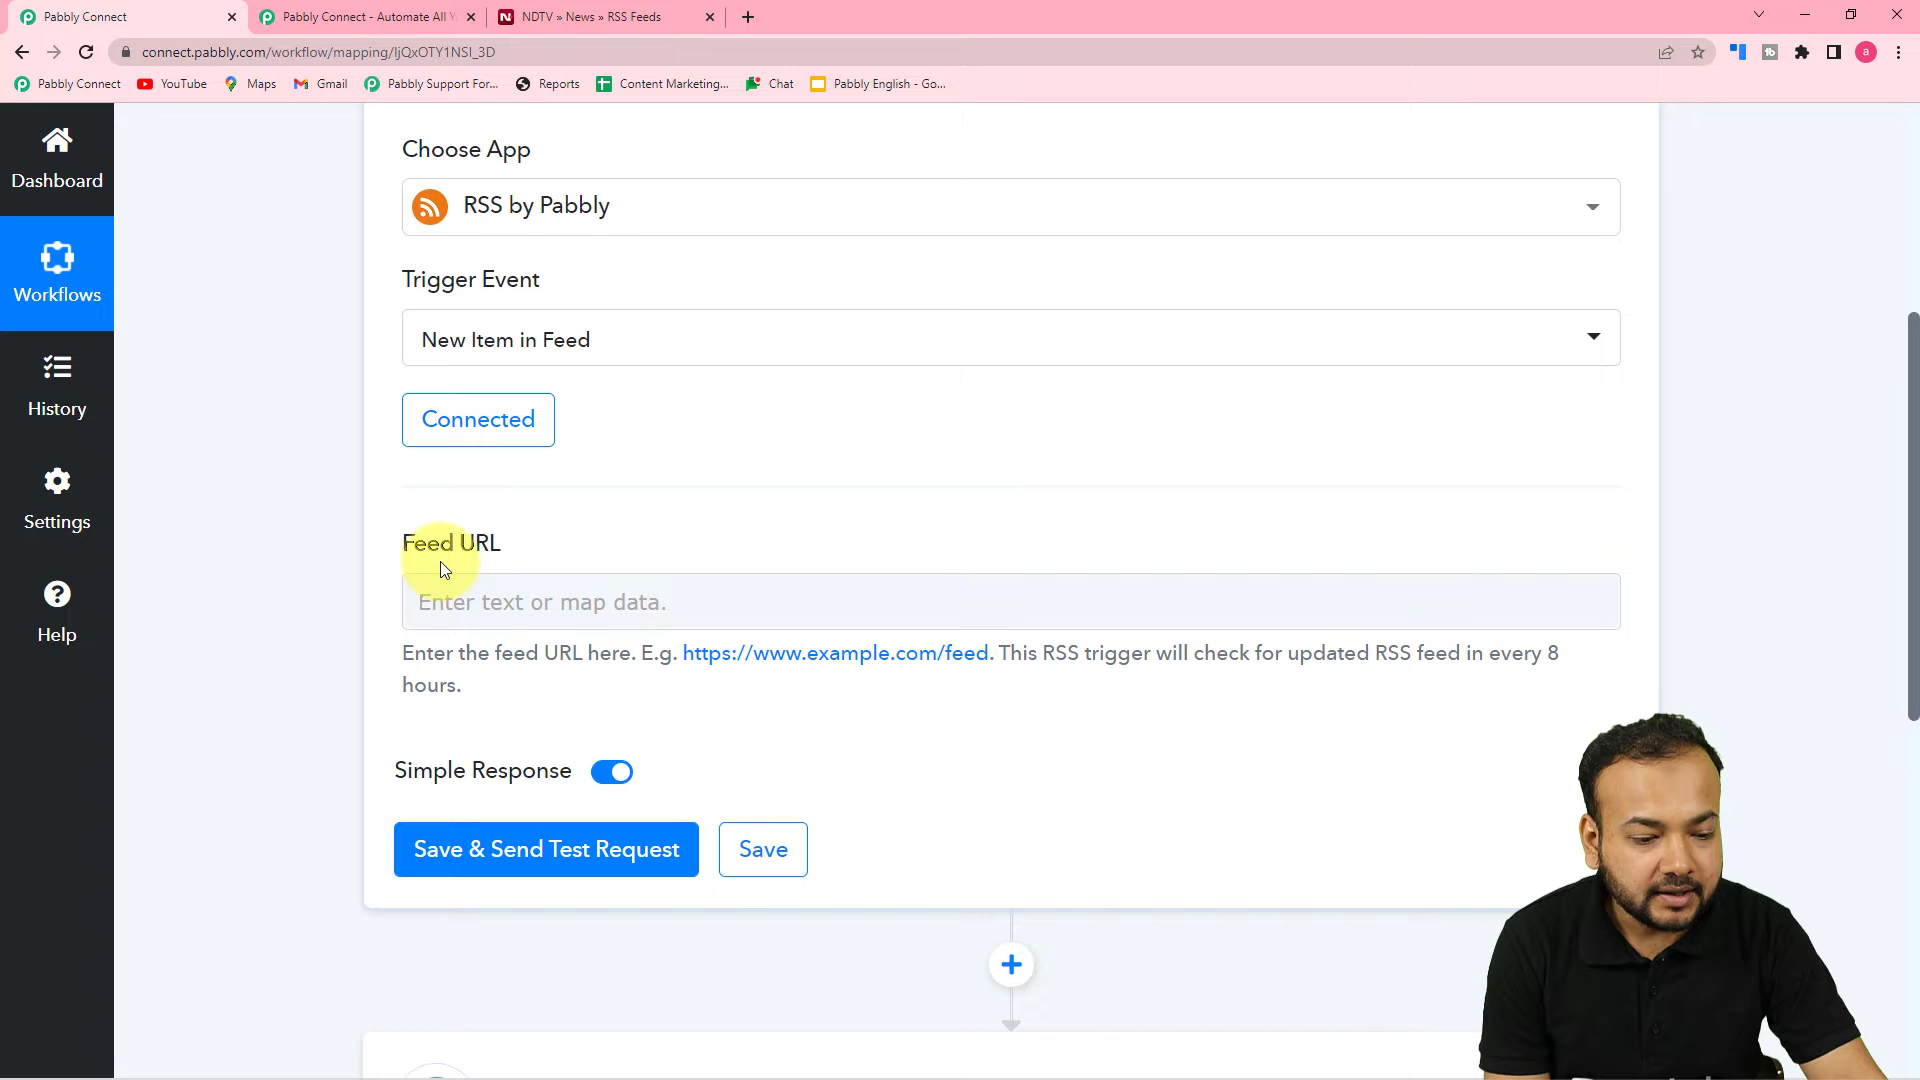 Pabbly Connect
Pabbly Connect - Automate All Y
NDTV » News » RSS Feeds
connect.pabbly.com/workflow/mapping/IjQxOTY1NSI_3D
Pabbly Connect
YouTube
Maps
Gmail
Pabbly Support For...
Reports
Content Marketing...
Chat
Pabbly English - Go...
Dashboard
Workflows
History
Settings
Help
Choose App
RSS by Pabbly
Trigger Event
New Item in Feed
Connected
Feed URL
Enter text or map data.
Enter the feed URL here. E.g. https://www.example.com/feed. This RSS trigger will check for updated RSS feed in every 8
hours.
Simple Response
Save & Send Test Request
Save